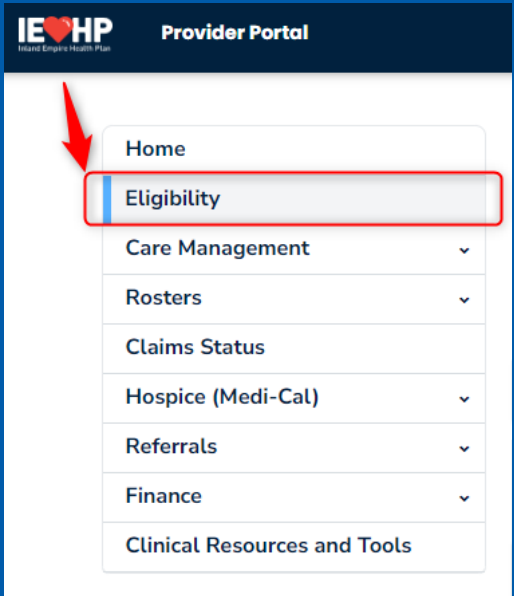 IEHP
Inland Empire Health Plan
Provider Portal
Home
Eligibility
Care Management
Rosters
Claims Status
Hospice (Medi-Cal)
Referrals
Finance
Clinical Resources and Tools